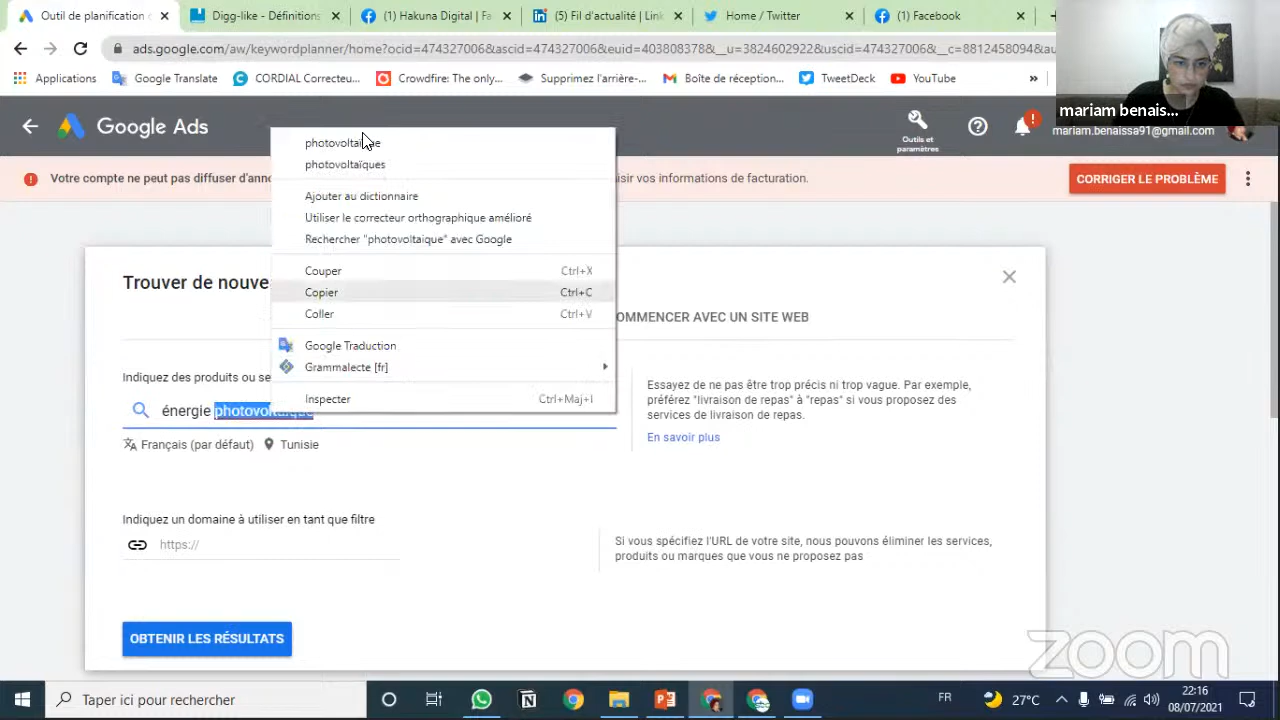 Outil de planification
Digg-like - Définitions
(1) Hakuna Digital | Fa
(5) Fil d'actualité | Link
Home / Twitter
(1) Facebook
ads.google.com/aw/keywordplanner/home?ocid=474327006&ascid=474327006&euid=403808378&__u=3824602922&uscid=474327006&__c=8812458094&au
Applications
Google Translate
CORDIAL Correcteu...
Crowdfire: The only...
Supprimez l'arrière-...
Boîte de réception...
TweetDeck
YouTube
»
mariam benais...
Google Ads
Outils et
paramètres
mariam.benaissa91@gmail.com
photovoltaïque
photovoltaïques
Votre compte ne peut pas diffuser d'anno
isir vos informations de facturation.
CORRIGER LE PROBLÈME
Ajouter au dictionnaire
Utiliser le correcteur orthographique amélioré
Rechercher "photovoltaique" avec Google
Couper Ctrl+X
Copier Ctrl+C
Coller Ctrl+V
Google Traduction
Grammalecte [fr]
Inspecter Ctrl+Maj+I
Trouver de nouve
OMMENCER AVEC UN SITE WEB
Indiquez des produits ou se
énergie photovoltaique
Français (par défaut) Tunisie
Essayez de ne pas être trop précis ni trop vague. Par exemple,
préférez "livraison de repas" à "repas" si vous proposez des
services de livraison de repas.
En savoir plus
Indiquez un domaine à utiliser en tant que filtre
https://
Si vous spécifiez l'URL de votre site, nous pouvons éliminer les services,
produits ou marques que vous ne proposez pas
OBTENIR LES RÉSULTATS
zoom
Taper ici pour rechercher
FR
27°C
22:16
08/07/2021